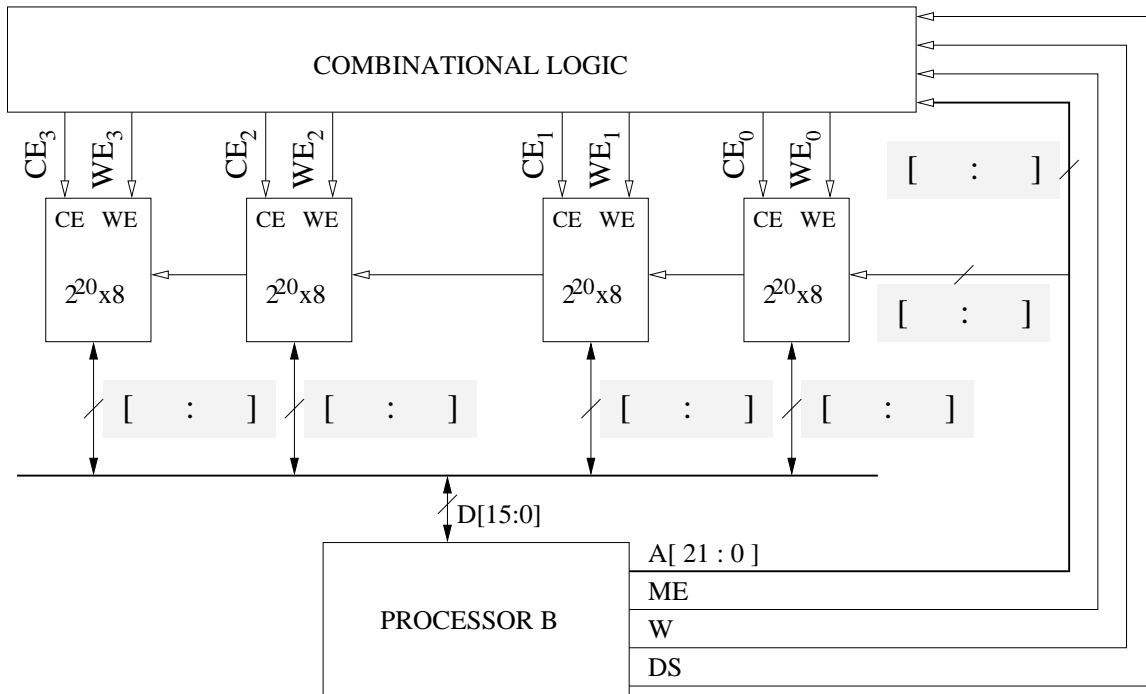 COMBINATIONAL LOGIC
CE3 WE3 CE2 WE2 CE1 WE1 CE0 WE0
[ : ]
CE WE CE WE CE WE CE WE
2^20x8 2^20x8 2^20x8 2^20x8
[ : ]
[ : ] [ : ] [ : ] [ : ]
D[15:0]
A[ 21 : 0 ]
ME
PROCESSOR B
W
DS